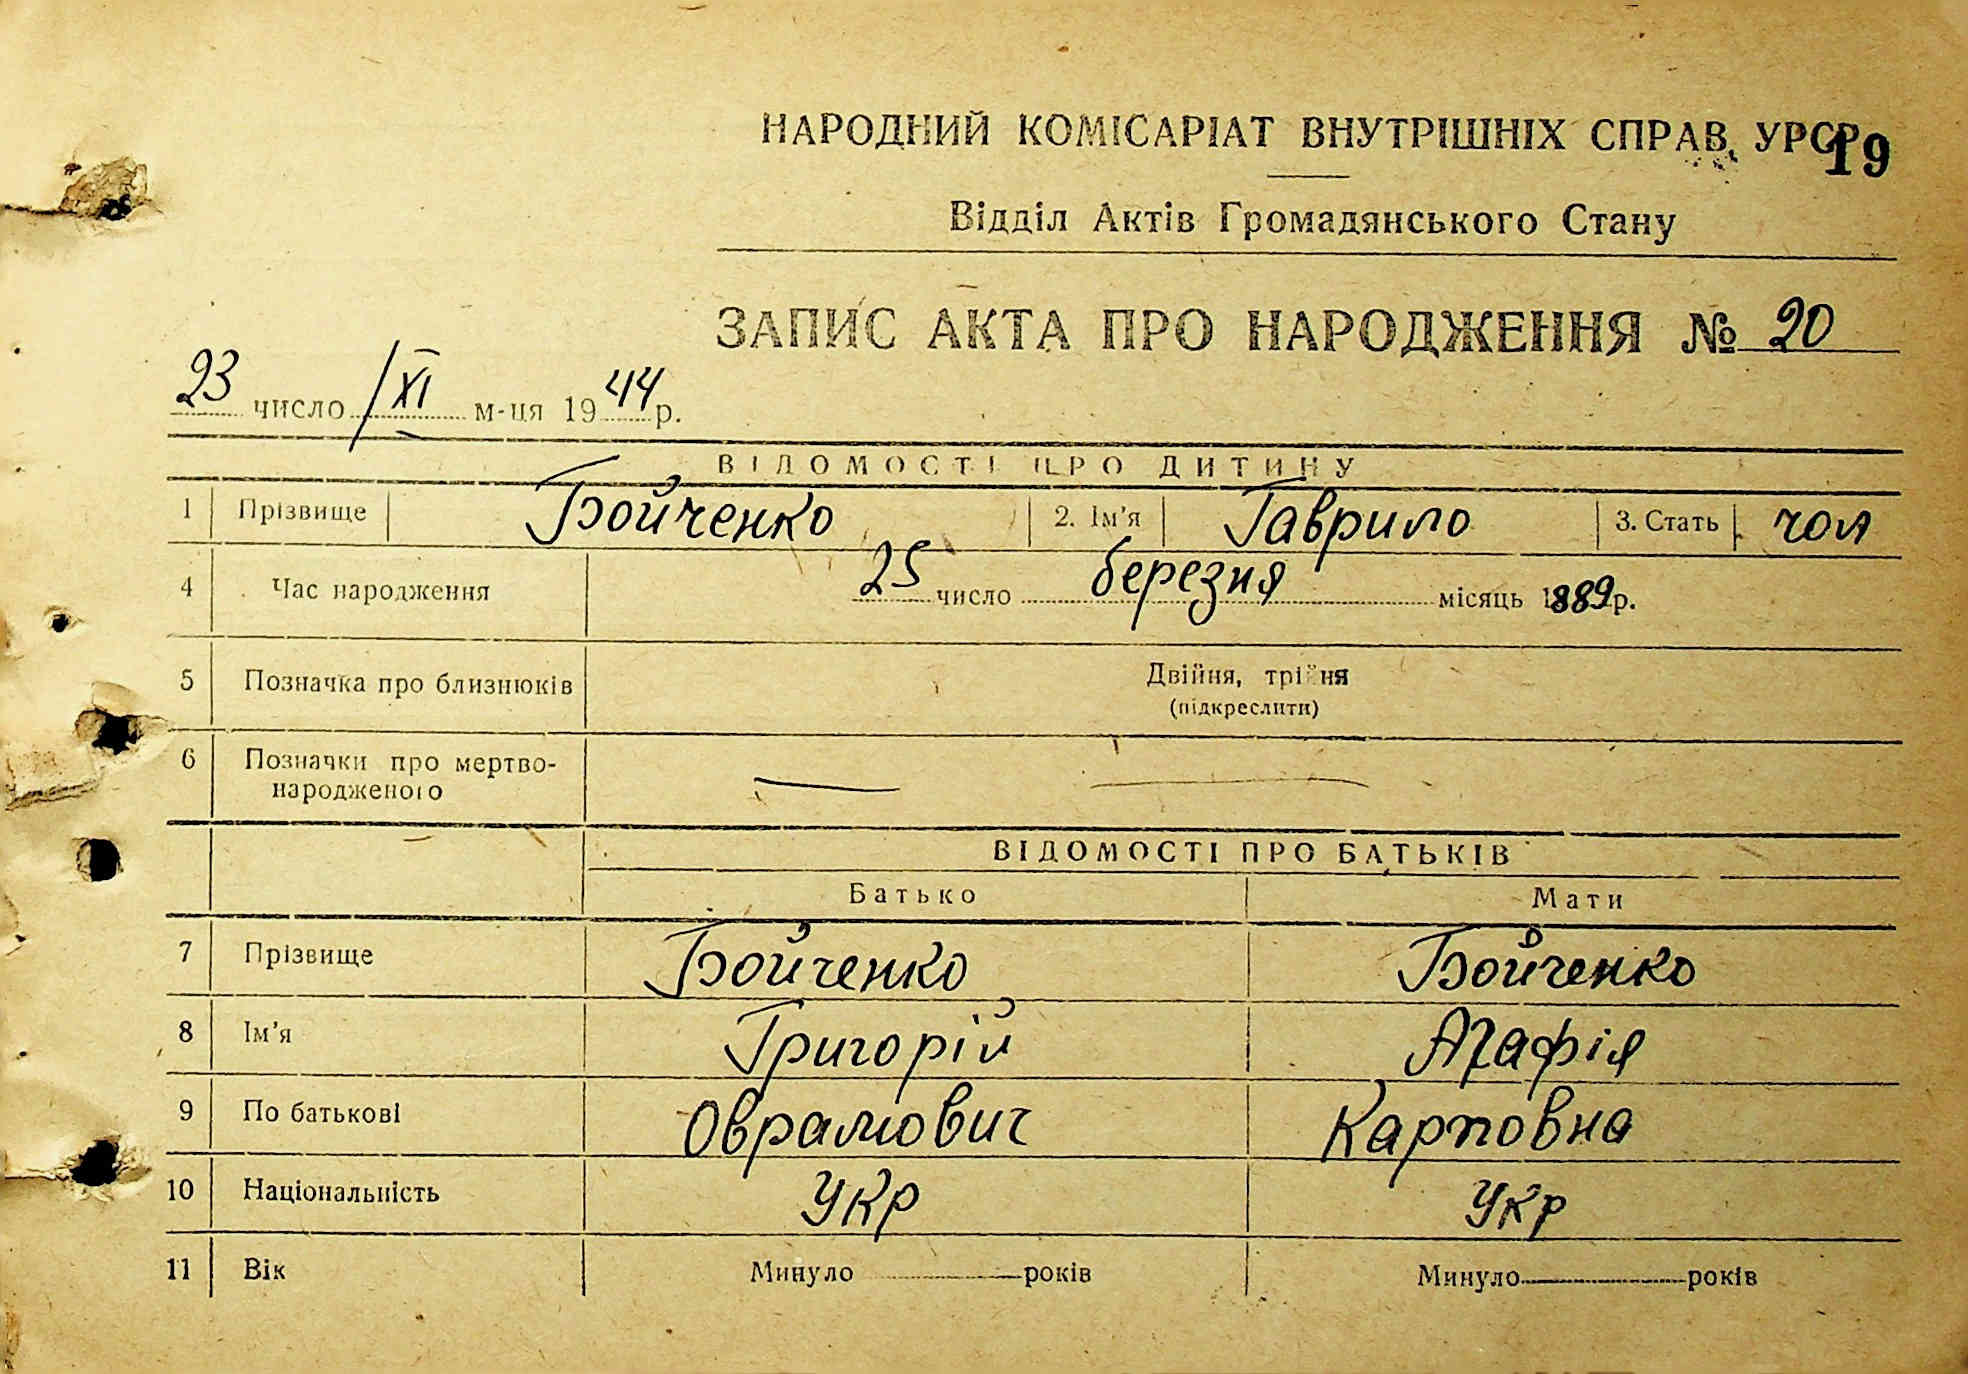 НАРОДНИЙ КОМІСАРІАТ ВНУТРІШНІХ СПРАВ УРСР
19
Відділ Актів Громадянського Стану
ЗАПИС АКТА ПРО НАРОДЖЕННЯ № 20
23 число XI м-ця 1944 р.
ВІДОМОСТІ ПРО ДИТИНУ
1 Прізвище Бойченко 2. Ім'я Гаврило 3. Стать чол
4 Час народження 25 число березня місяць 1889 р.
5 Позначка про близнюків Двійня, трійня
(підкреслити)
6 Позначки про мертво-
народженого
ВІДОМОСТІ ПРО БАТЬКІВ
Батько Мати
7 Прізвище Бойченко Бойченко
8 Ім'я Григорій Агафія
9 По батькові Оврамович Карповна
10 Національність Укр Укр
11 Вік Минуло років Минуло років